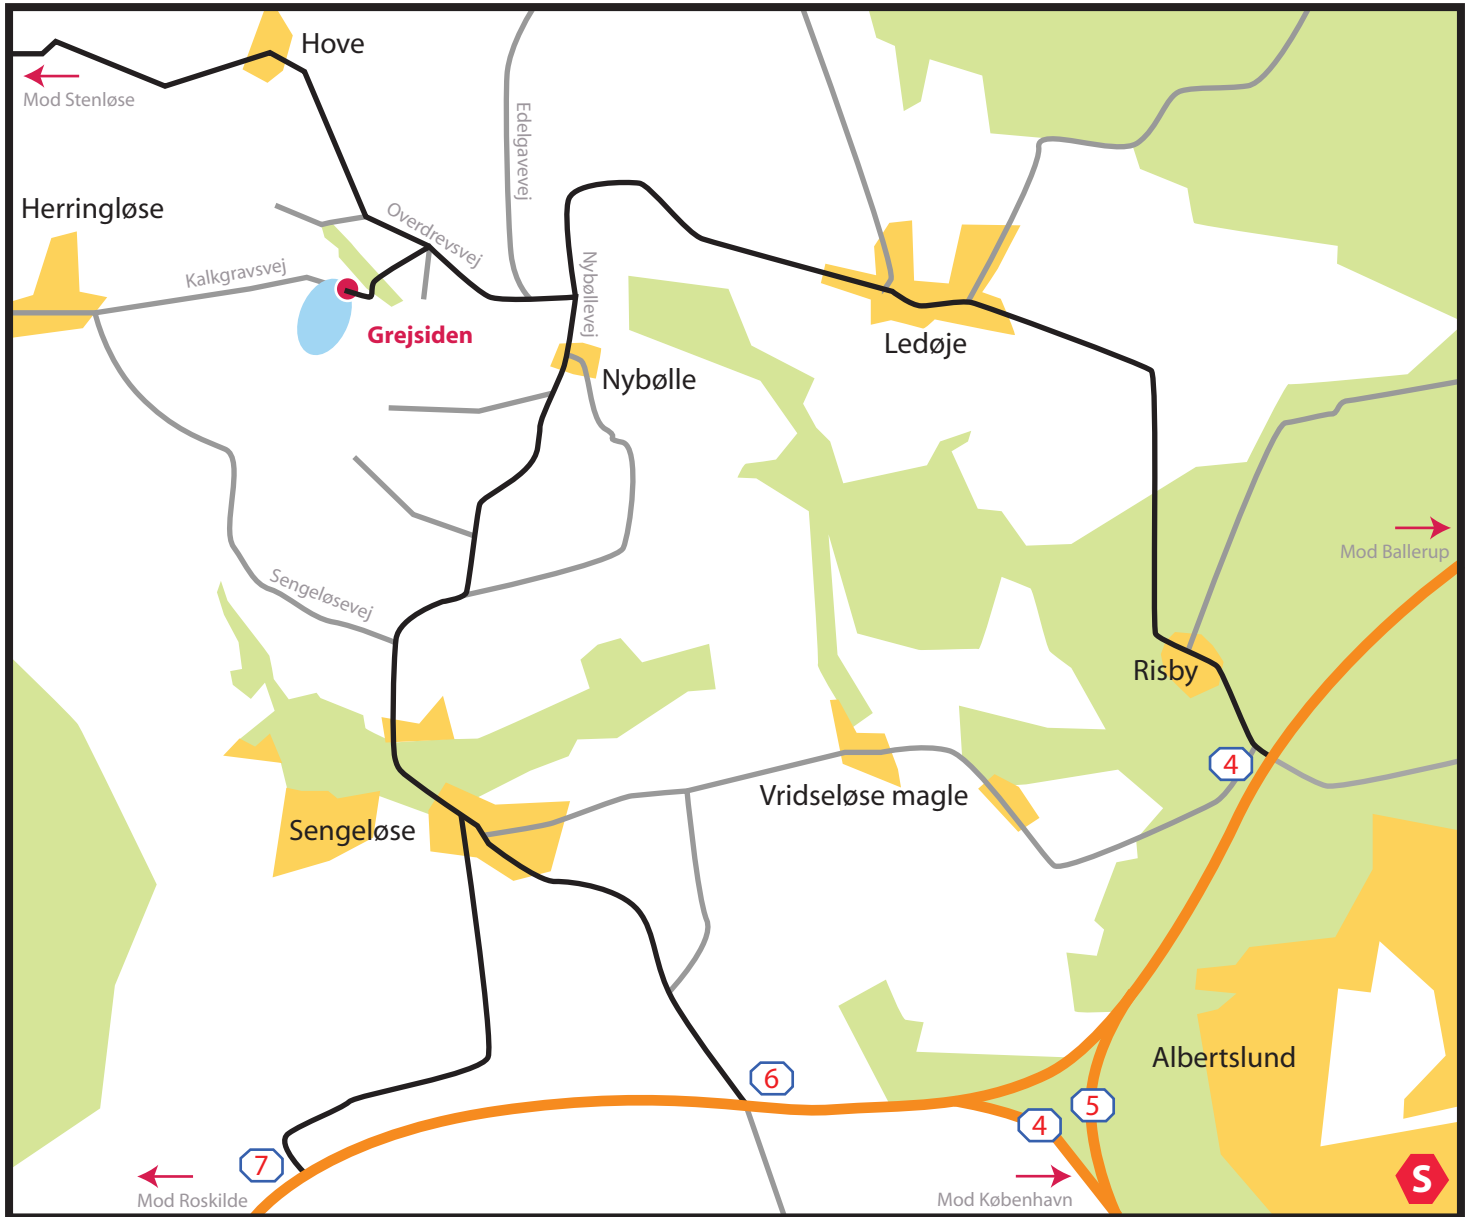 Hove
Mod Stenløse
Edelgavevej
Herringløse
Overdrevsvej
Kalkgravsvej
Nybøllevej
Grejsiden
Ledøje
Nybølle
Mod Ballerup
Sengeløsevej
Risby
4
Vridseløse magle
Sengeløse
Albertslund
6
5
4
7
S
Mod Roskilde
Mod København